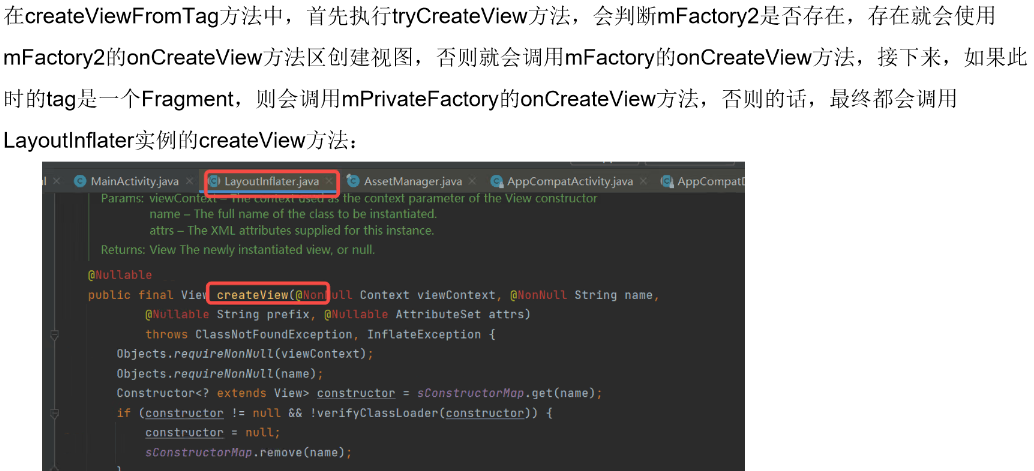 在createViewFromTag方法中，首先执行tryCreateView方法，会判断mFactory2是否存在，存在就会使用
mFactory2的onCreateView方法区创建视图，否则就会调用mFactory的onCreateView方法，接下来，如果此
时的tag是一个Fragment，则会调用mPrivateFactory的onCreateView方法，否则的话，最终都会调用
LayoutInflater实例的createView方法：
MainActivity.java LayoutInflater.java AssetManager.java AppCompatActivity.java AppCompatD
Params: viewContext – The context used as the context parameter of the View constructor
name – The full name of the class to be instantiated.
attrs – The XML attributes supplied for this instance.
Returns: View The newly instantiated view, or null.
@Nullable
public final View createView(@NonNull Context viewContext, @NonNull String name,
@Nullable String prefix, @Nullable AttributeSet attrs)
throws ClassNotFoundException, InflateException {
Objects.requireNonNull(viewContext);
Objects.requireNonNull(name);
Constructor<? extends View> constructor = sConstructorMap.get(name);
if (constructor != null && !verifyClassLoader(constructor)) {
constructor = null;
sConstructorMap.remove(name);